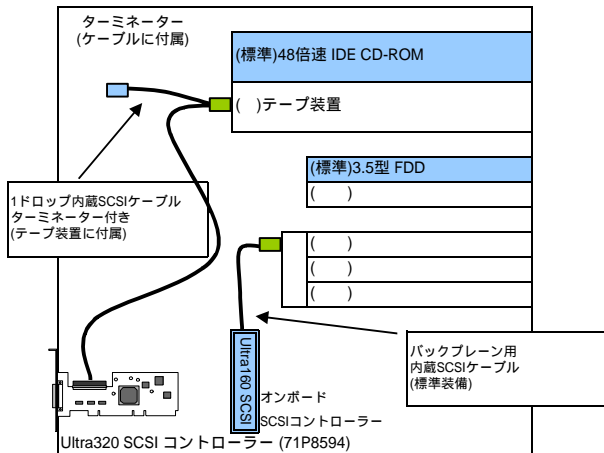 ターミネーター
(ケーブルに付属)
(標準)48倍速 IDE CD-ROM
(　)テープ装置
(標準)3.5型 FDD
(　　)
1ドロップ内蔵SCSIケーブル
ターミネーター付き
(テープ装置に付属)
(　　)
(　　)
(　　)
Ultra160 SCSI
オンボード
SCSIコントローラー
バックプレーン用
内蔵SCSIケーブル
(標準装備)
Ultra320 SCSI コントローラー (71P8594)